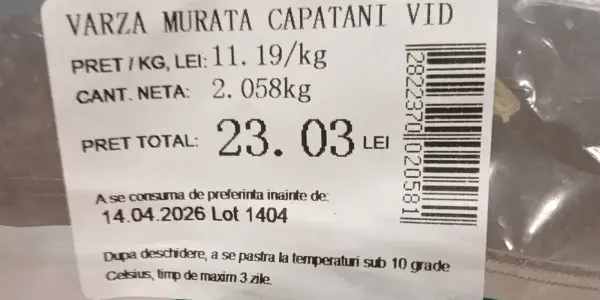 VARZA MURATA CAPATANI VID
PRET / KG, LEI: 11.19/kg
CANT. NETA: 2.058kg
PRET TOTAL: 23.03 LEI
A se consuma de preferinta inainte de:
14.04.2026 Lot 1404
Dupa deschidere, a se pastra la temperaturi sub 10 grade
Celsius, timp de maxim 3 zile.
2822370020581